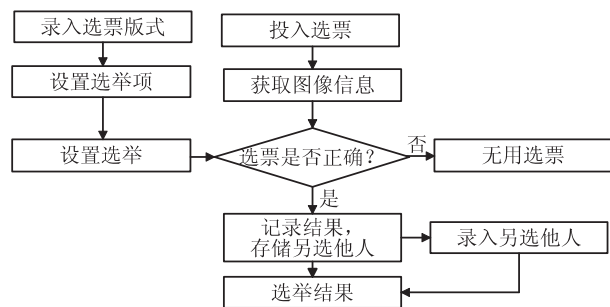 录入选票版式
投入选票
设置选举项
获取图像信息
设置选举
选票是否正确？
否
无用选票
是
记录结果，
存储另选他人
录入另选他人
选举结果